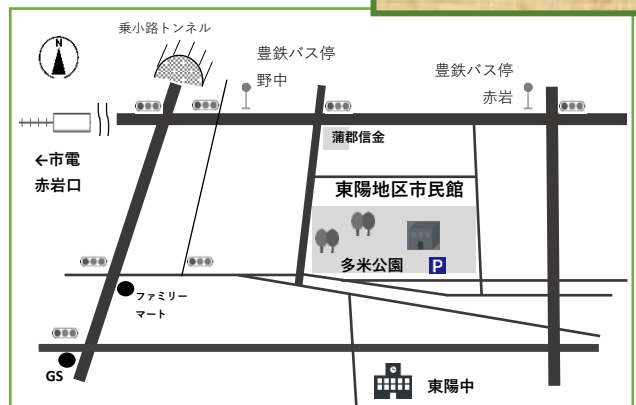 乗小路トンネル
N
豊鉄バス停
野中
豊鉄バス停
赤岩
←市電
赤岩口
蒲郡信金
東陽地区市民館
多米公園
P
ファミリー
マート
GS
東陽中